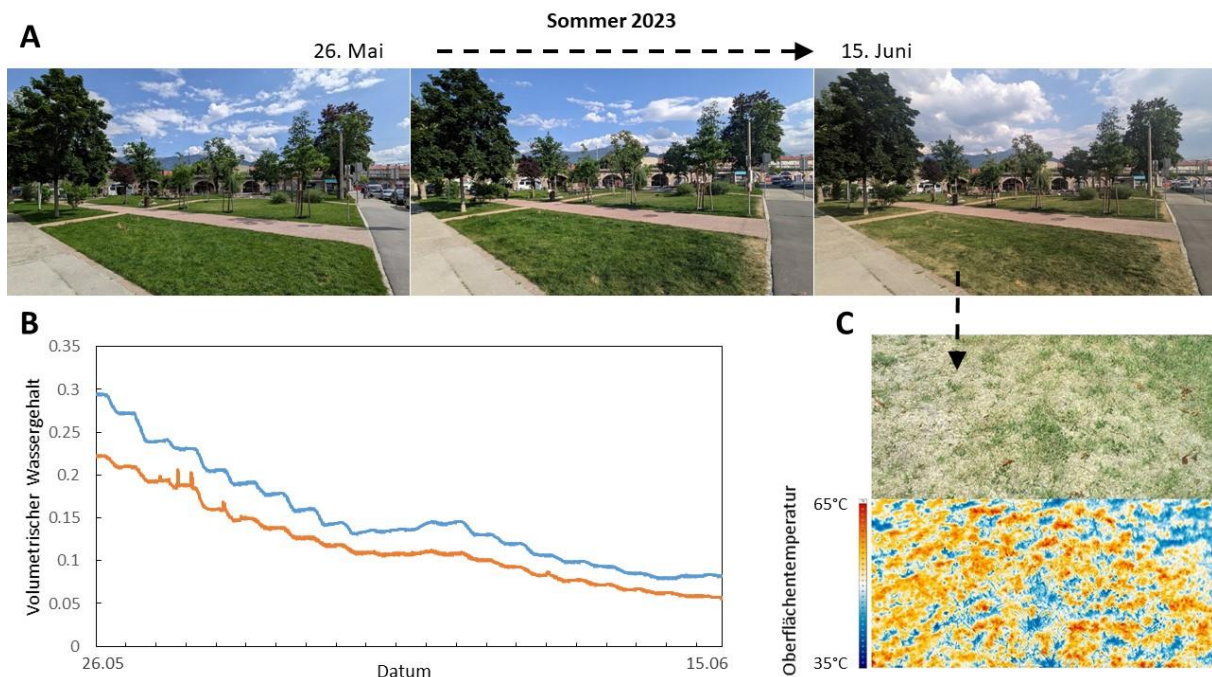 Sommer 2023
A
26. Mai
15. Juni
B
C
Volumetrischer Wassergehalt
0.35
0.3
0.25
0.2
0.15
0.1
0.05
0
26.05
Datum
15.06
Oberflächentemperatur
65°C
35°C